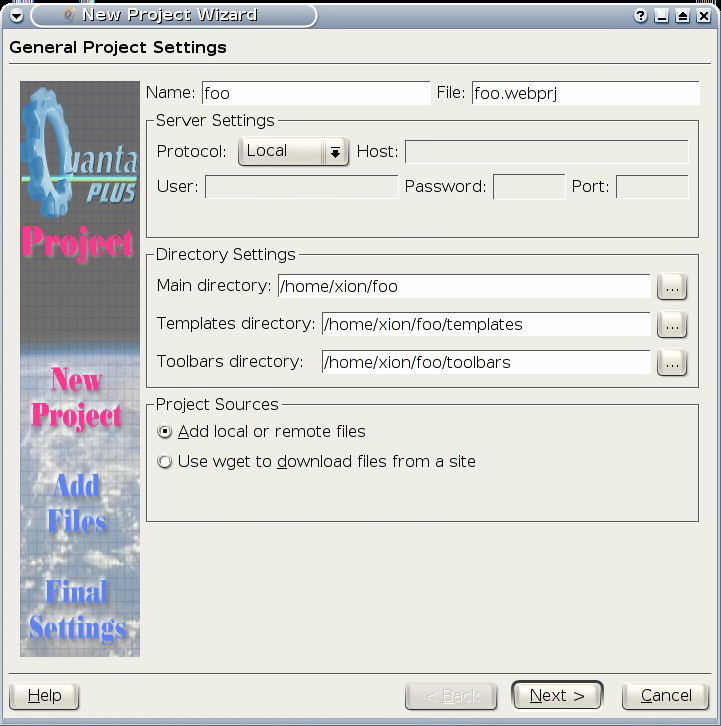 New Project Wizard
General Project Settings
Name: foo File: foo.webprj
Server Settings
Protocol: Local Host:
User: Password: Port:
Directory Settings
Main directory: /home/xion/foo ...
Templates directory: /home/xion/foo/templates ...
Toolbars directory: /home/xion/foo/toolbars ...
Project Sources
Add local or remote files
Use wget to download files from a site
Quanta
PLUS
Project
New
Project
Add
Files
Final
Settings
Help < Back Next > Cancel